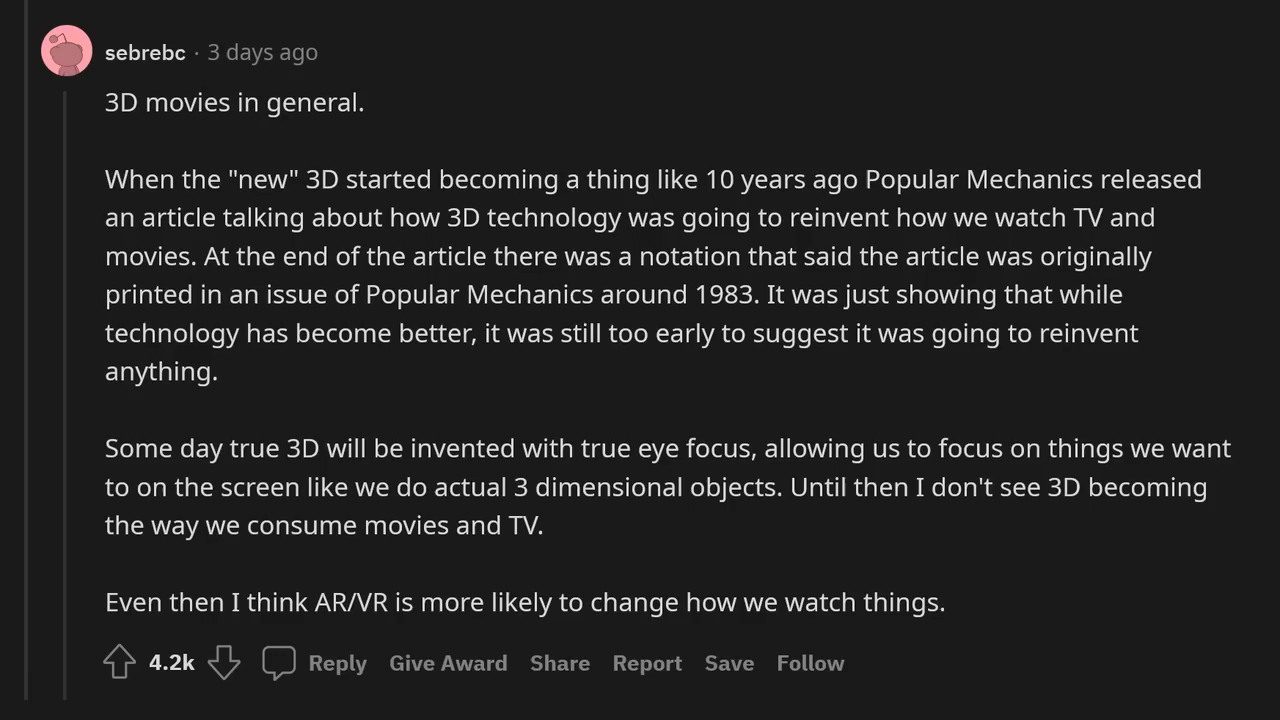 sebrebc · 3 days ago
3D movies in general.
When the "new" 3D started becoming a thing like 10 years ago Popular Mechanics released
an article talking about how 3D technology was going to reinvent how we watch TV and
movies. At the end of the article there was a notation that said the article was originally
printed in an issue of Popular Mechanics around 1983. It was just showing that while
technology has become better, it was still too early to suggest it was going to reinvent
anything.
Some day true 3D will be invented with true eye focus, allowing us to focus on things we want
to on the screen like we do actual 3 dimensional objects. Until then I don't see 3D becoming
the way we consume movies and TV.
Even then I think AR/VR is more likely to change how we watch things.
4.2k Reply Give Award Share Report Save Follow